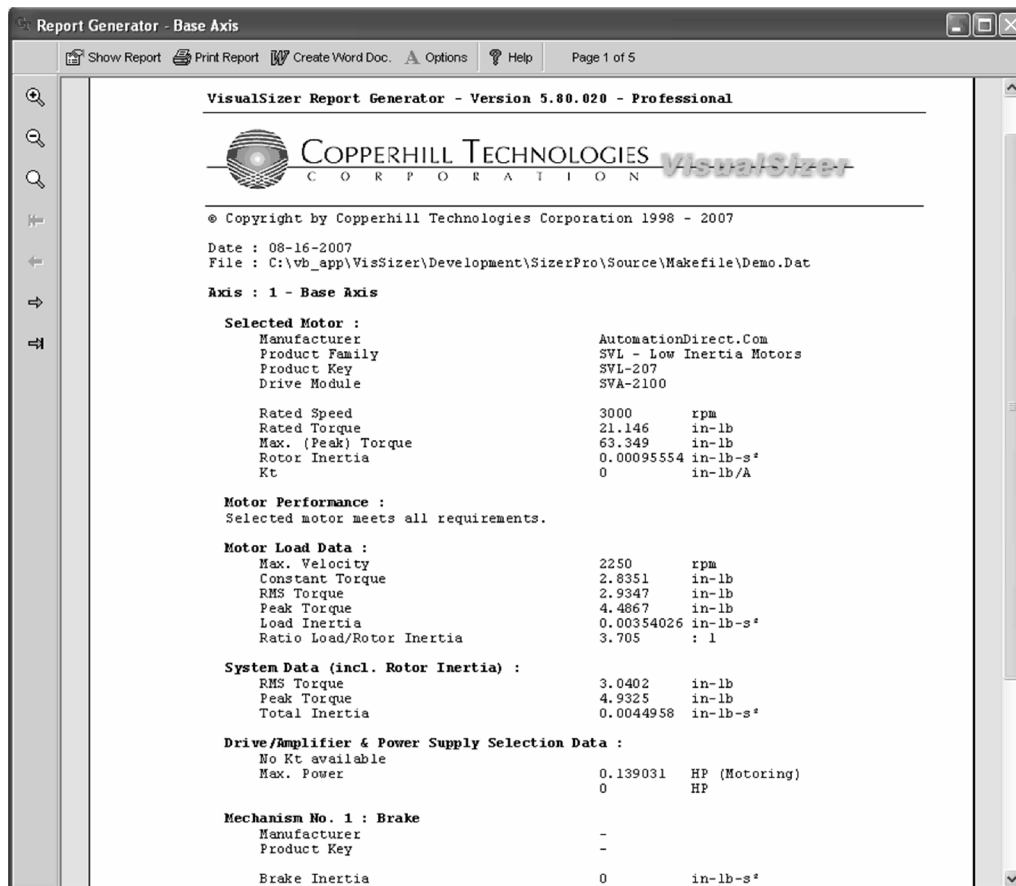 Report Generator - Base Axis
Show Report Print Report Create Word Doc. Options Help Page 1 of 5
VisualSizer Report Generator - Version 5.80.020 - Professional
COPPERHILL TECHNOLOGIES VisualSizer
CORPORATION
© Copyright by Copperhill Technologies Corporation 1998 - 2007
Date : 08-16-2007
File : C:\vb_app\VisSizer\Development\SizerPro\Source\Makefile\Demo.Dat
Axis : 1 - Base Axis
Selected Motor :
Manufacturer AutomationDirect.Com
Product Family SVL - Low Inertia Motors
Product Key SVL-207
Drive Module SVA-2100
Rated Speed 3000 rpm
Rated Torque 21.146 in-lb
Max. (Peak) Torque 63.349 in-lb
Rotor Inertia 0.00095554 in-lb-s²
Kt 0 in-lb/A
Motor Performance :
Selected motor meets all requirements.
Motor Load Data :
Max. Velocity 2250 rpm
Constant Torque 2.8351 in-lb
RMS Torque 2.9347 in-lb
Peak Torque 4.4867 in-lb
Load Inertia 0.00354026 in-lb-s²
Ratio Load/Rotor Inertia 3.705 : 1
System Data (incl. Rotor Inertia) :
RMS Torque 3.0402 in-lb
Peak Torque 4.9325 in-lb
Total Inertia 0.0044958 in-lb-s²
Drive/Amplifier & Power Supply Selection Data :
No Kt available
Max. Power 0.139031 HP (Motoring)
0 HP
Mechanism No. 1 : Brake
Manufacturer -
Product Key -
Brake Inertia 0 in-lb-s²